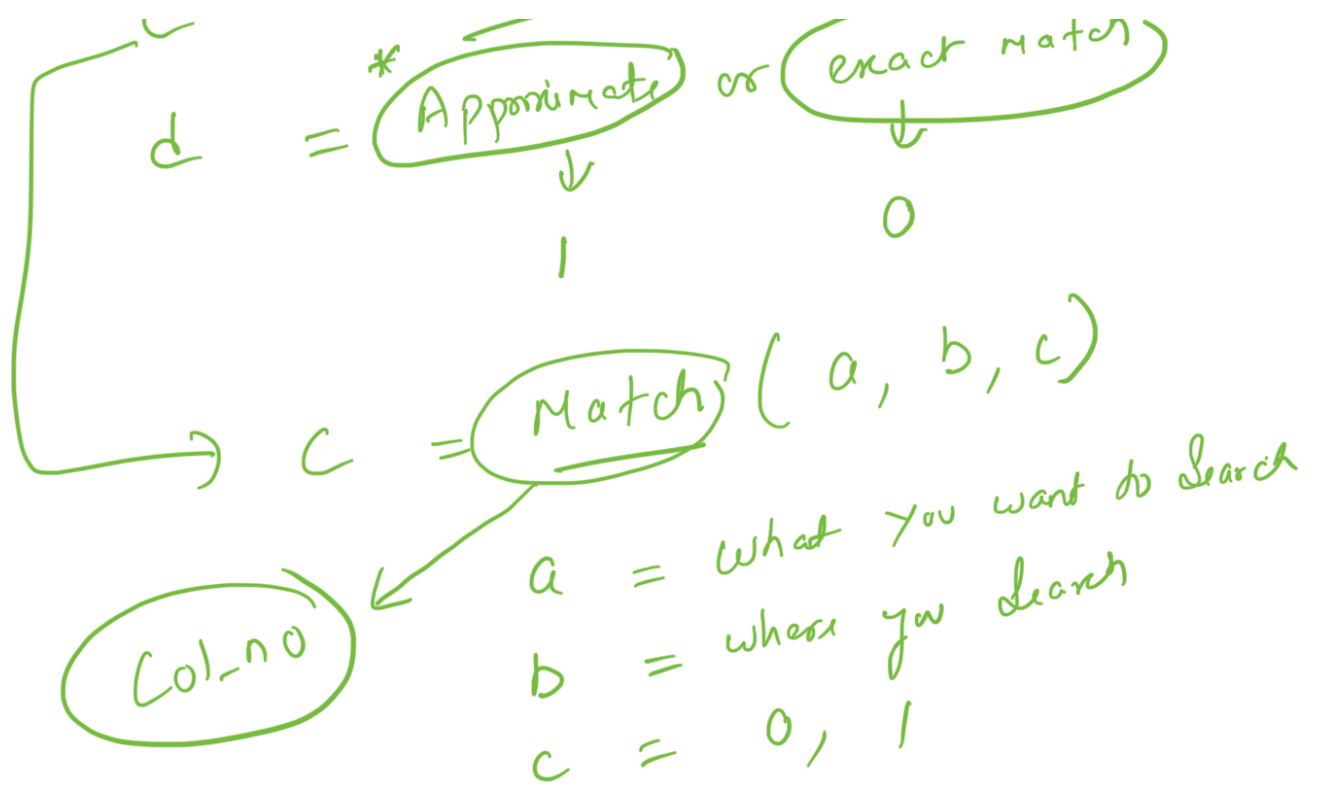 d = * Approximate or exact Match
↓ ↓
1 0
C = Match (a, b, c)
a = what you want to Search
Col_no
b = where you Search
c = 0, 1